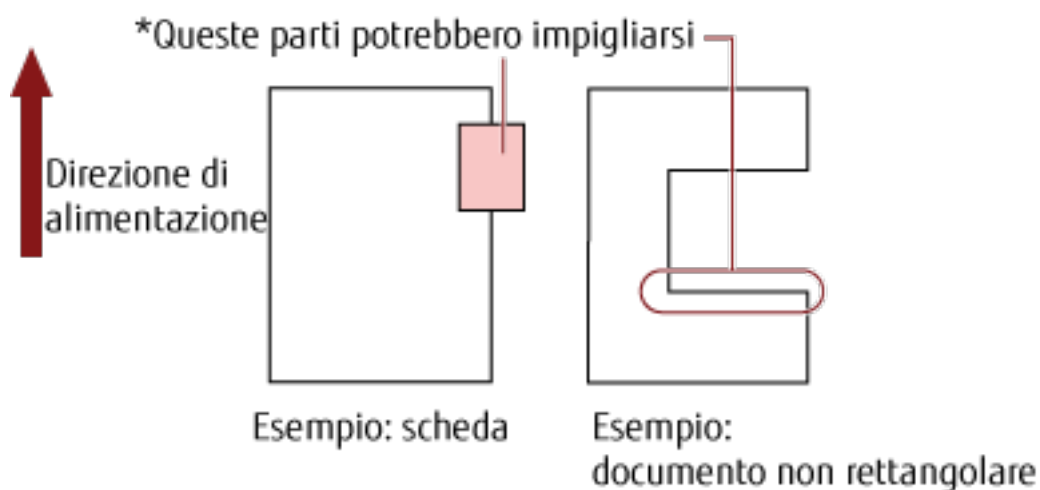 *Queste parti potrebbero impigliarsi
Direzione di
alimentazione
Esempio: scheda
Esempio:
documento non rettangolare